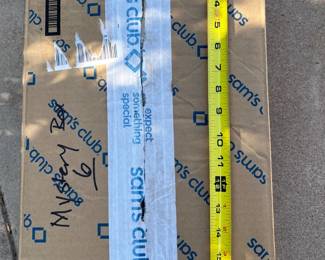 sam's club
expect
something
special
sam's club
Mystery Box
6
sam's club
sam's club
sam's club
4
5
6
7
8
9
10
11
13
14
15